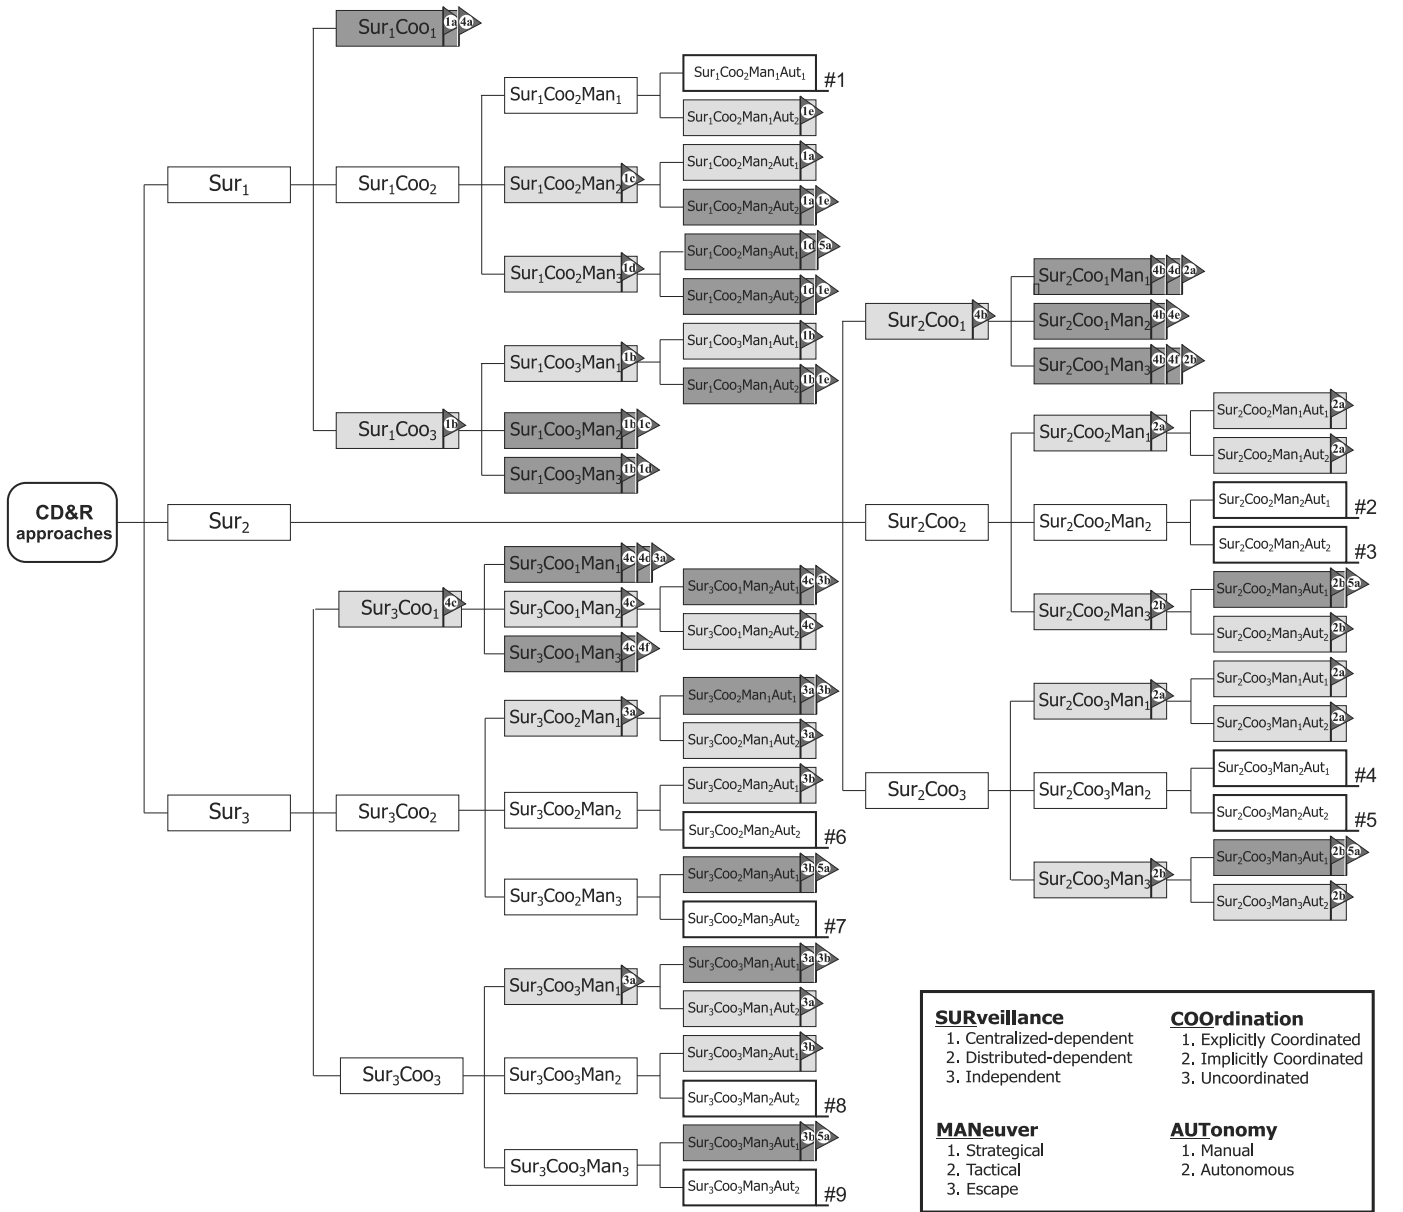 CD&R
approaches
Sur₁
Sur₁Coo₁ 1a 4a
Sur₁Coo₂
Sur₁Coo₂Man₁
Sur₁Coo₂Man₁Aut₁ #1
Sur₁Coo₂Man₁Aut₂ 1e
Sur₁Coo₂Man₂ 1c
Sur₁Coo₂Man₂Aut₁ 1a
Sur₁Coo₂Man₂Aut₂ 1a 1e
Sur₁Coo₂Man₃ 1d
Sur₁Coo₂Man₃Aut₁ 1d 5a
Sur₁Coo₂Man₃Aut₂ 1d 1e
Sur₁Coo₃ 1b
Sur₁Coo₃Man₁ 1b
Sur₁Coo₃Man₁Aut₁ 1b
Sur₁Coo₃Man₁Aut₂ 1b 1e
Sur₁Coo₃Man₂ 1b 1c
Sur₁Coo₃Man₃ 1b 1d
Sur₂
Sur₂Coo₁ 4b
Sur₂Coo₁Man₁ 4b 4d 2a
Sur₂Coo₁Man₂ 4b 4e
Sur₂Coo₁Man₃ 4b 4f 2b
Sur₂Coo₂
Sur₂Coo₂Man₁ 2a
Sur₂Coo₂Man₁Aut₁ 2a
Sur₂Coo₂Man₁Aut₂ 2a
Sur₂Coo₂Man₂
Sur₂Coo₂Man₂Aut₁ #2
Sur₂Coo₂Man₂Aut₂ #3
Sur₂Coo₂Man₃ 2b
Sur₂Coo₂Man₃Aut₁ 2b 5a
Sur₂Coo₂Man₃Aut₂ 2b
Sur₂Coo₃
Sur₂Coo₃Man₁ 2a
Sur₂Coo₃Man₁Aut₁ 2a
Sur₂Coo₃Man₁Aut₂ 2a
Sur₂Coo₃Man₂
Sur₂Coo₃Man₂Aut₁ #4
Sur₂Coo₃Man₂Aut₂ #5
Sur₂Coo₃Man₃ 2b
Sur₂Coo₃Man₃Aut₁ 2b 5a
Sur₂Coo₃Man₃Aut₂ 2b
Sur₃
Sur₃Coo₁ 4c
Sur₃Coo₁Man₁ 4c 4d 3a
Sur₃Coo₁Man₂ 4c
Sur₃Coo₁Man₂Aut₁ 4c 3b
Sur₃Coo₁Man₂Aut₂ 4c
Sur₃Coo₁Man₃ 4c 4f
Sur₃Coo₂
Sur₃Coo₂Man₁ 3a
Sur₃Coo₂Man₁Aut₁ 3a 3b
Sur₃Coo₂Man₁Aut₂ 3a
Sur₃Coo₂Man₂
Sur₃Coo₂Man₂Aut₁ 3b
Sur₃Coo₂Man₂Aut₂ #6
Sur₃Coo₂Man₃
Sur₃Coo₂Man₃Aut₁ 3b 5a
Sur₃Coo₂Man₃Aut₂ #7
Sur₃Coo₃
Sur₃Coo₃Man₁ 3a
Sur₃Coo₃Man₁Aut₁ 3a 3b
Sur₃Coo₃Man₁Aut₂ 3a
Sur₃Coo₃Man₂
Sur₃Coo₃Man₂Aut₁ 3b
Sur₃Coo₃Man₂Aut₂ #8
Sur₃Coo₃Man₃
Sur₃Coo₃Man₃Aut₁ 3b 5a
Sur₃Coo₃Man₃Aut₂ #9
SURveillance
1. Centralized-dependent
2. Distributed-dependent
3. Independent
COOrdination
1. Explicitly Coordinated
2. Implicitly Coordinated
3. Uncoordinated
MANeuver
1. Strategical
2. Tactical
3. Escape
AUTonomy
1. Manual
2. Autonomous